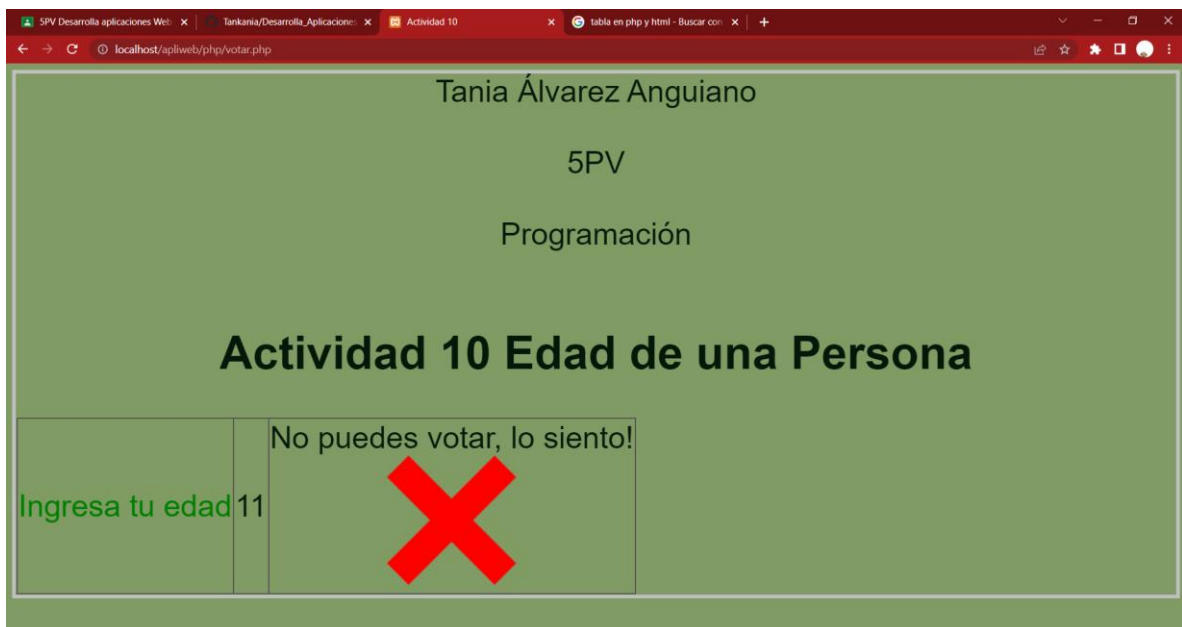 5PV Desarrolla aplicaciones Web
Tankania/Desarrolla_Aplicaciones
Actividad 10
tabla en php y html - Buscar con
localhost/apliweb/php/votar.php
Tania Álvarez Anguiano
5PV
Programación
Actividad 10 Edad de una Persona
No puedes votar, lo siento!
Ingresa tu edad 11